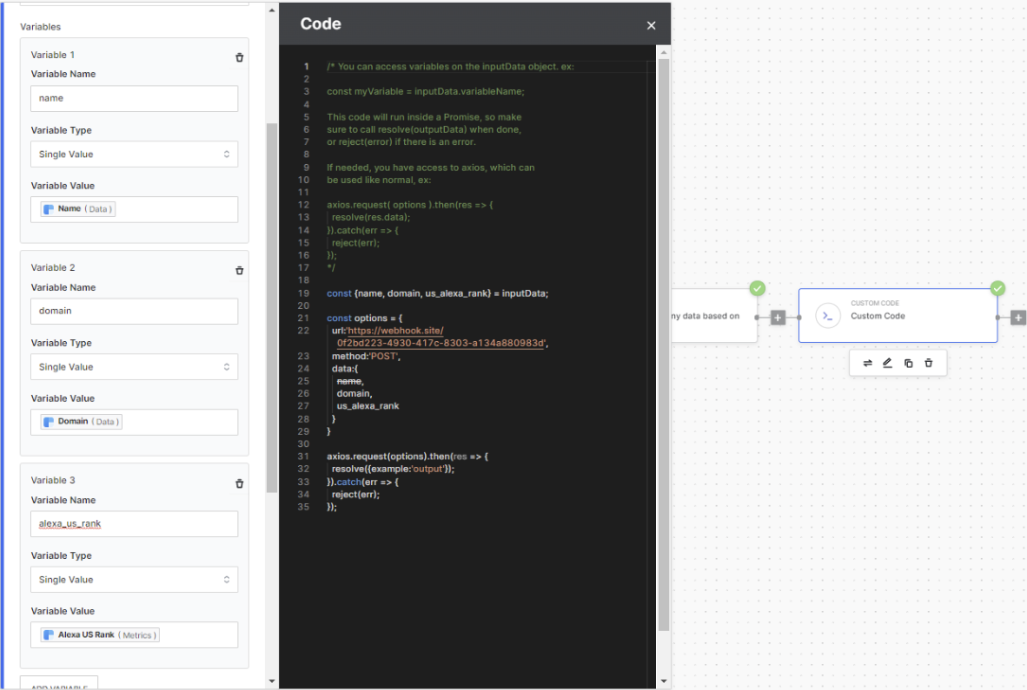 Variables
Variable 1
Variable Name
name
Variable Type
Single Value
Variable Value
Name ( Data )
Variable 2
Variable Name
domain
Variable Type
Single Value
Variable Value
Domain ( Data )
Variable 3
Variable Name
alexa_us_rank
Variable Type
Single Value
Variable Value
Alexa US Rank ( Metrics )
ADD VARIABLE
Code
×
1 /* You can access variables on the inputData object. ex:
2
3 const myVariable = inputData.variableName;
4
5 This code will run inside a Promise, so make
6 sure to call resolve(outputData) when done,
7 or reject(error) if there is an error.
8
9 If needed, you have access to axios, which can
10 be used like normal, ex:
11
12 axios.request( options ).then(res => {
13 resolve(res.data);
14 }).catch(err => {
15 reject(err);
16 });
17 */
18
19 const {name, domain, us_alexa_rank} = inputData;
20
21 const options = {
22 url:'https://webhook.site/
0f2bd223-4930-417c-8303-a134a880983d',
23 method:'POST',
24 data:{
25 name,
26 domain,
27 us_alexa_rank
28 }
29 }
30
31 axios.request(options).then(res => {
32 resolve({example:'output'});
33 }).catch(err => {
34 reject(err);
35 });
ny data based on
CUSTOM CODE
Custom Code